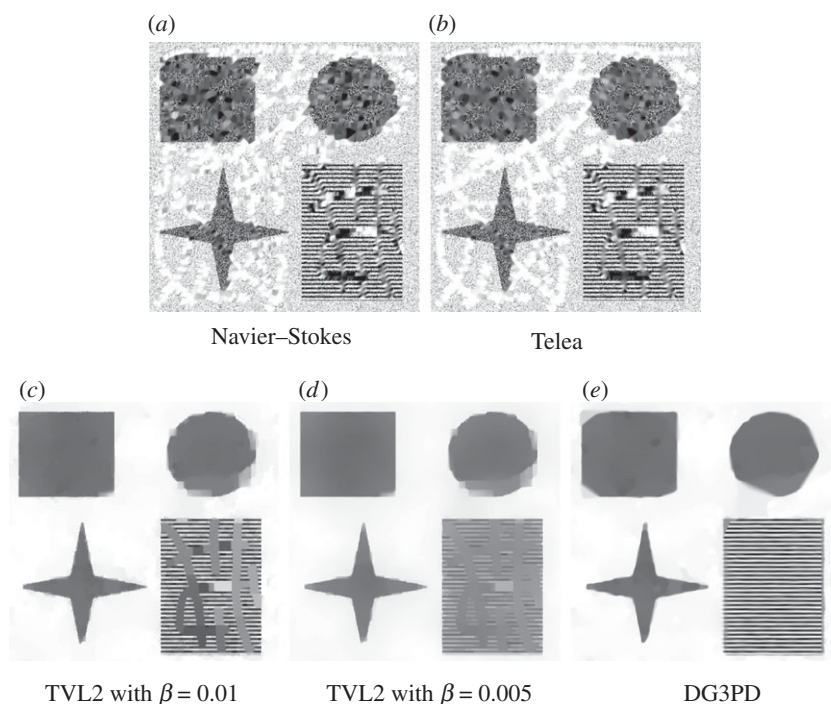 (a)
(b)
Navier–Stokes
Telea
(c)
(d)
(e)
TVL2 with β = 0.01
TVL2 with β = 0.005
DG3PD